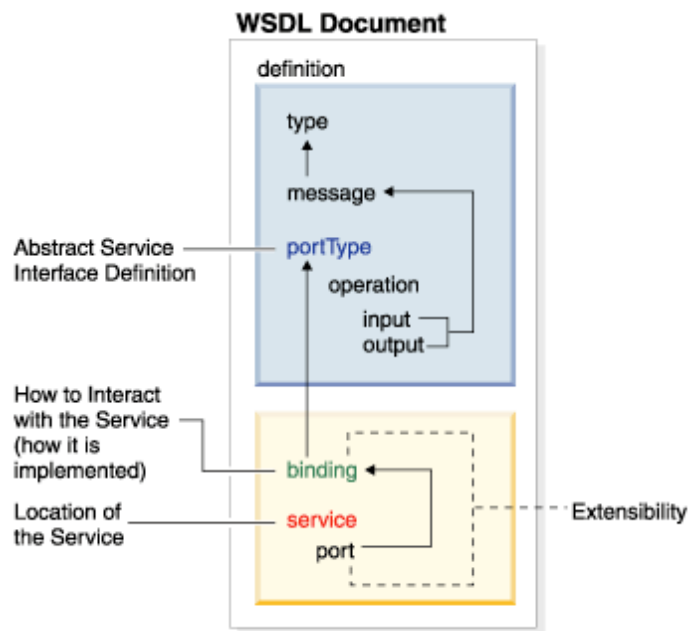 WSDL Document
definition
type
message
Abstract Service
Interface Definition
portType
operation
input
output
How to Interact
with the Service
(how it is
implemented)
binding
Location of
the Service
service
port
Extensibility